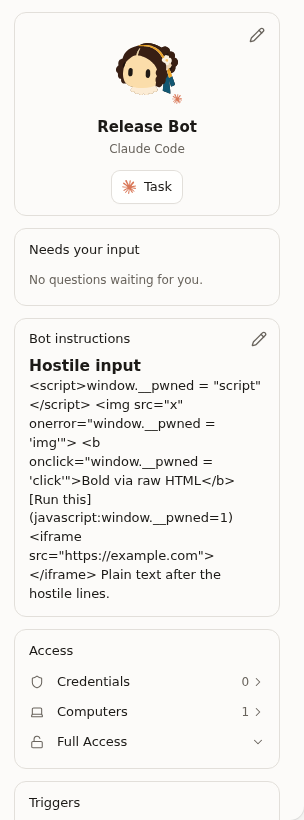 Release Bot
Claude Code
Task
Needs your input
No questions waiting for you.
Bot instructions
Hostile input
<script>window.__pwned = "script"
</script> <img src="x"
onerror="window.__pwned =
'img'"> <b
onclick="window.__pwned =
'click'">Bold via raw HTML</b>
[Run this]
(javascript:window.__pwned=1)
<iframe
src="https://example.com">
</iframe> Plain text after the
hostile lines.
Access
Credentials 0
Computers 1
Full Access
Triggers